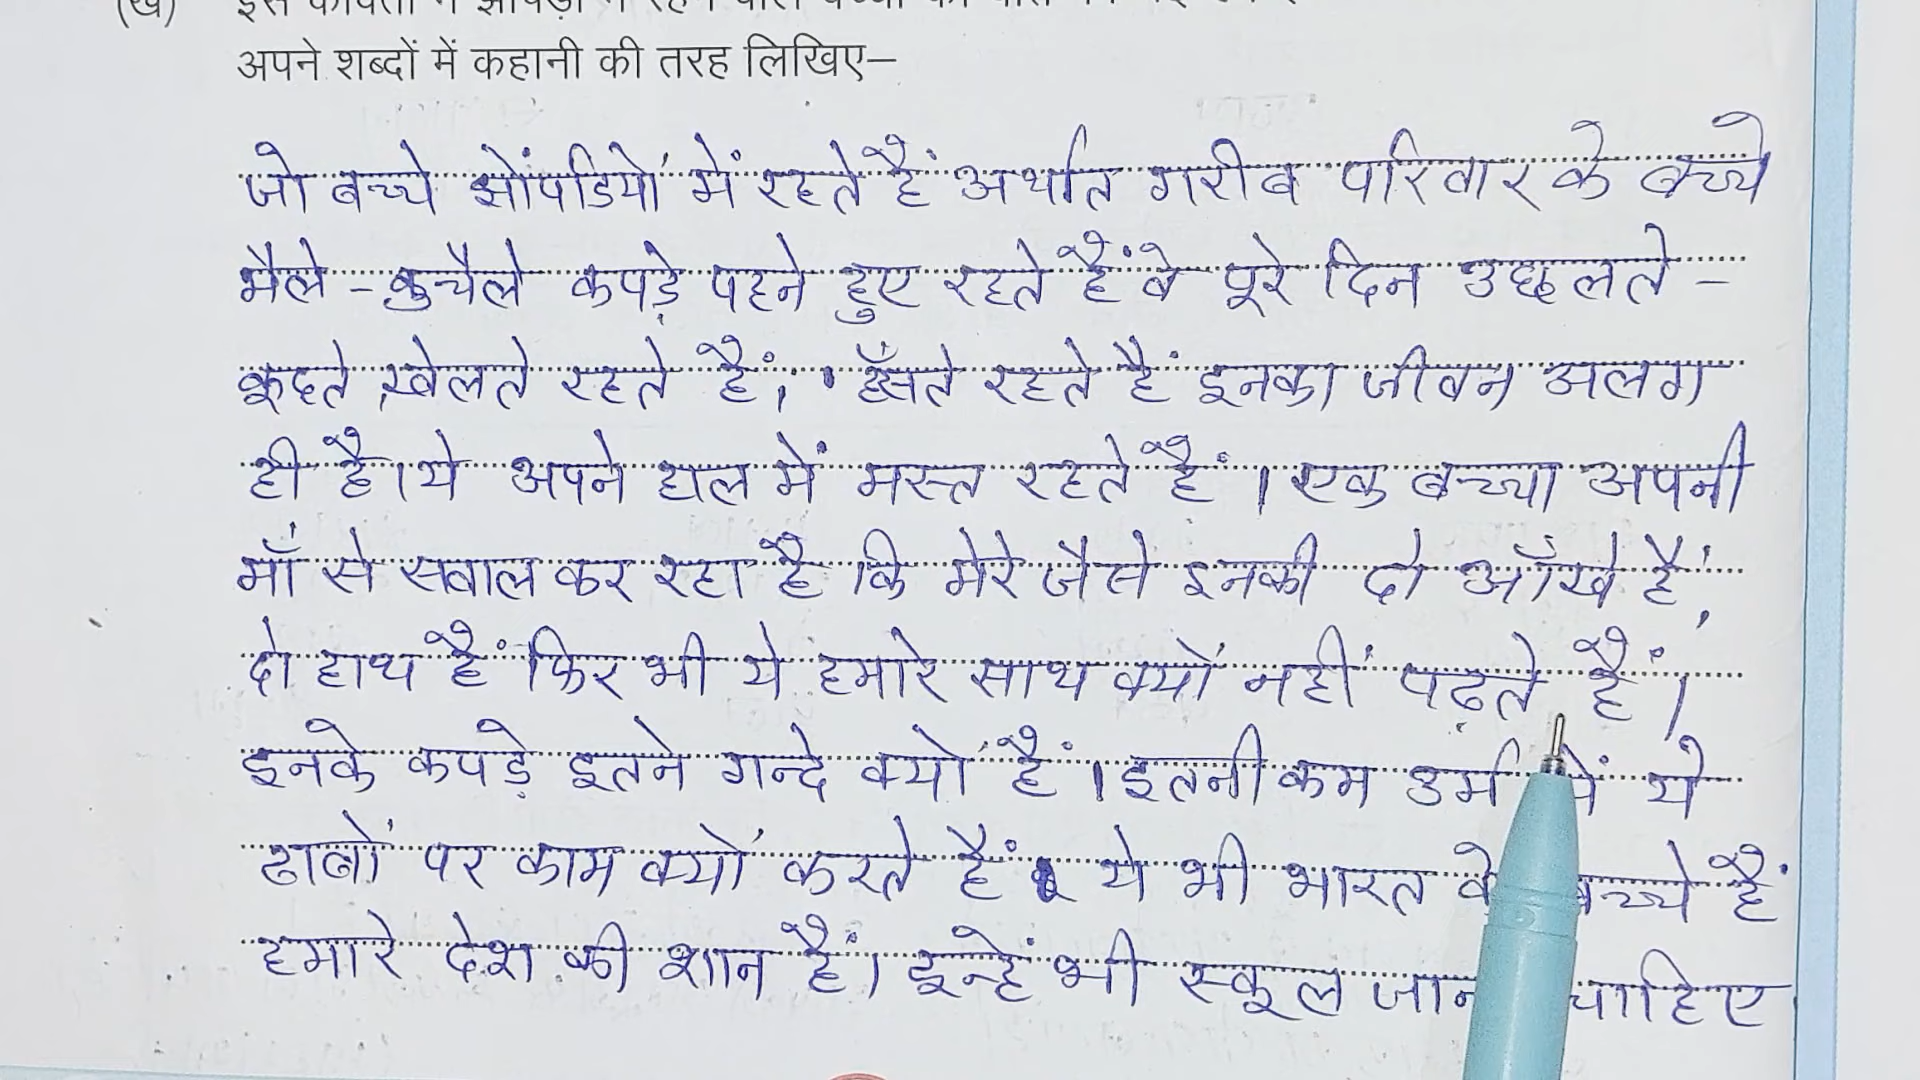 (ख)
अपने शब्दों में कहानी की तरह लिखिए–
जो बच्चे झोंपडियों में रहते हैं अर्थात गरीब परिवार के बच्चे
मैले - कुचैले कपड़े पहने हुए रहते हैं वे पूरे दिन उछलते -
कूदते, खेलते रहते हैं, हँसते रहते हैं इनका जीवन अलग
ही है। ये अपने हाल में मस्त रहते हैं । एक बच्चा अपनी
माँ से सवाल कर रहा है कि मेरे जैसे इनकी दो आँखे हैं,
दो हाथ हैं फिर भी ये हमारे साथ क्यों नहीं पढ़ते हैं ।
इनके कपड़े इतने गन्दे क्यों हैं । इतनी कम उर्म में ये
ढाबों पर काम क्यों करते हैं ये भी भारत बच्चे हैं
हमारे देश की शान हैं। इन्हें भी स्कूल चाहिए